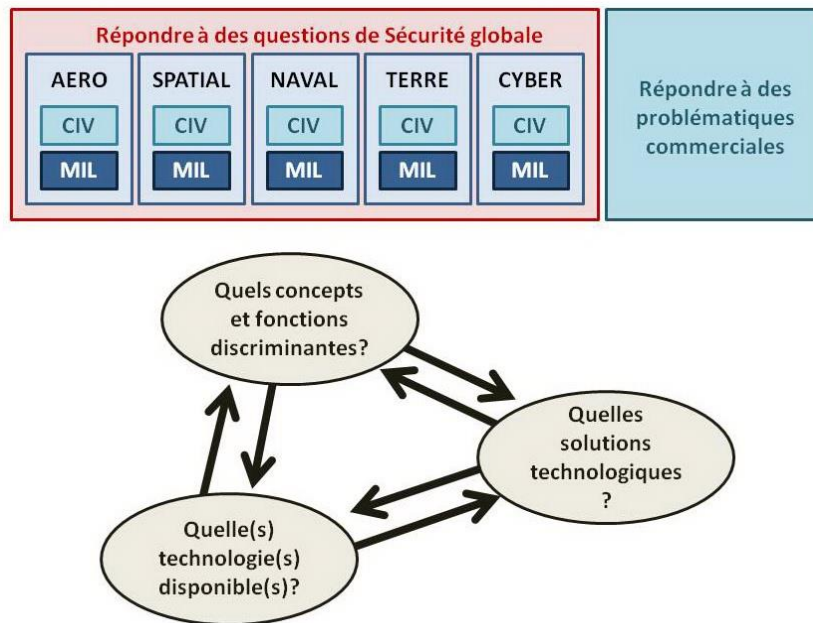 Répondre à des questions de Sécurité globale
AERO
CIV
MIL
SPATIAL
CIV
MIL
NAVAL
CIV
MIL
TERRE
CIV
MIL
CYBER
CIV
MIL
Répondre à des
problématiques
commerciales
Quels concepts
et fonctions
discriminantes?
Quelles
solutions
technologiques
?
Quelle(s)
technologie(s)
disponible(s)?